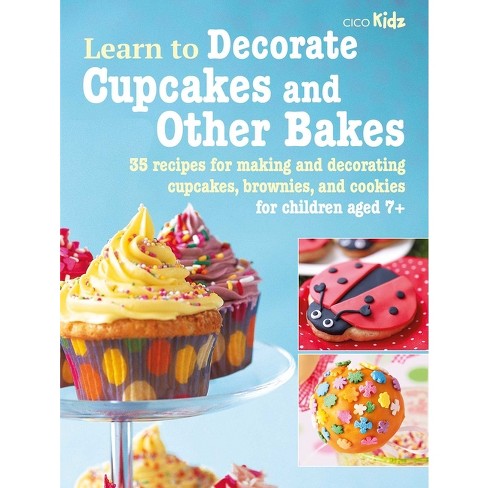 CICO Kidz
Learn to Decorate
Cupcakes and
Other Bakes
35 recipes for making and decorating
cupcakes, brownies, and cookies
for children aged 7+